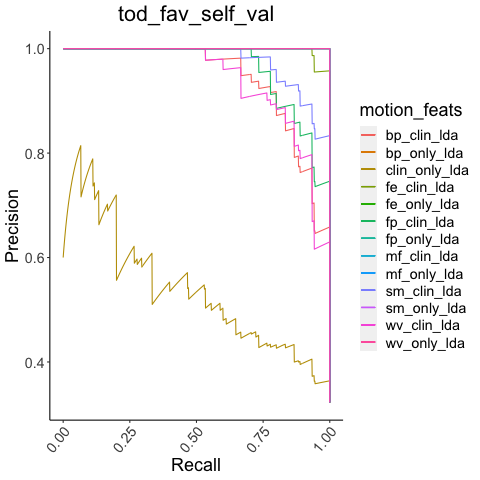 tod_fav_self_val
Precision
1.0
0.8
0.6
0.4
0.00
0.25
0.50
0.75
1.00
Recall
motion_feats
bp_clin_lda
bp_only_lda
clin_only_lda
fe_clin_lda
fe_only_lda
fp_clin_lda
fp_only_lda
mf_clin_lda
mf_only_lda
sm_clin_lda
sm_only_lda
wv_clin_lda
wv_only_lda